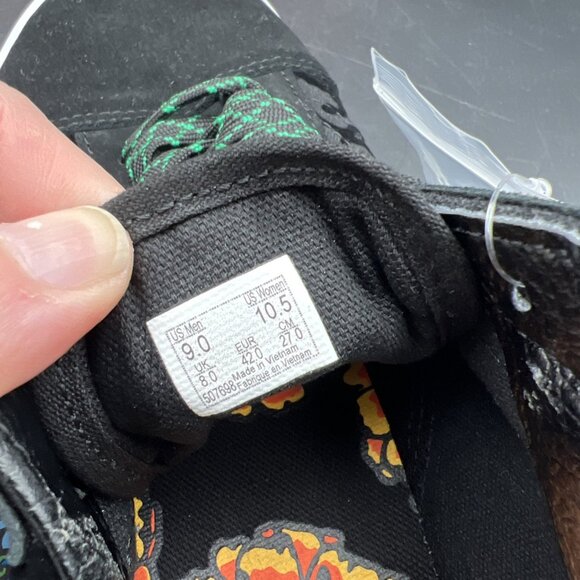 US Men US Women
9.0 10.5
UK EUR CM
8.0 42.0 27.0
Made in Vietnam
507698 Fabriqué en Vietnam